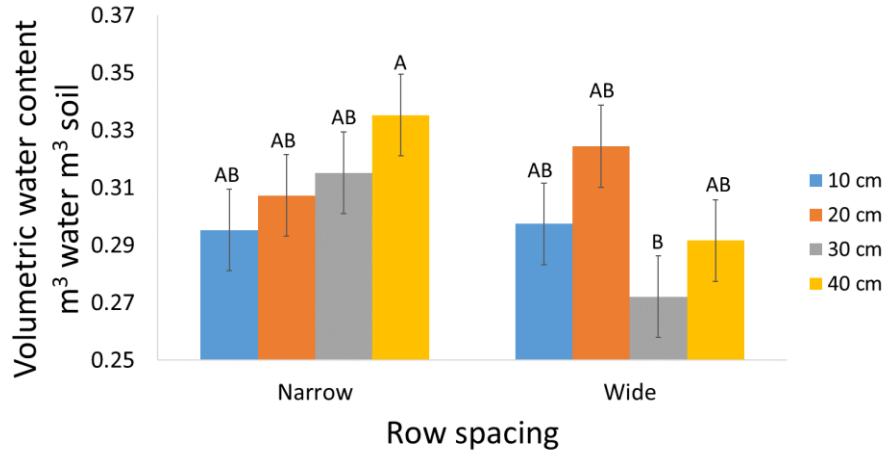 Volumetric water content
m³ water m³ soil
0.37
0.35
0.33
0.31
0.29
0.27
0.25
AB
AB
AB
A
AB
AB
B
AB
Narrow
Wide
Row spacing
10 cm
20 cm
30 cm
40 cm